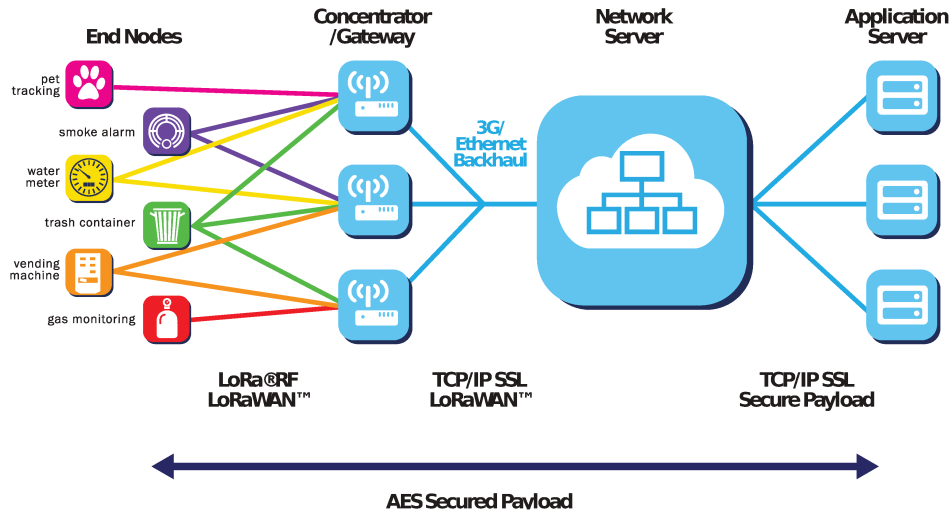 End Nodes
Concentrator
/Gateway
Network
Server
Application
Server
pet
tracking
smoke alarm
water
meter
trash container
vending
machine
gas monitoring
3G/
Ethernet
Backhaul
LoRa®RF
LoRaWAN™
TCP/IP SSL
LoRaWAN™
TCP/IP SSL
Secure Payload
AES Secured Payload